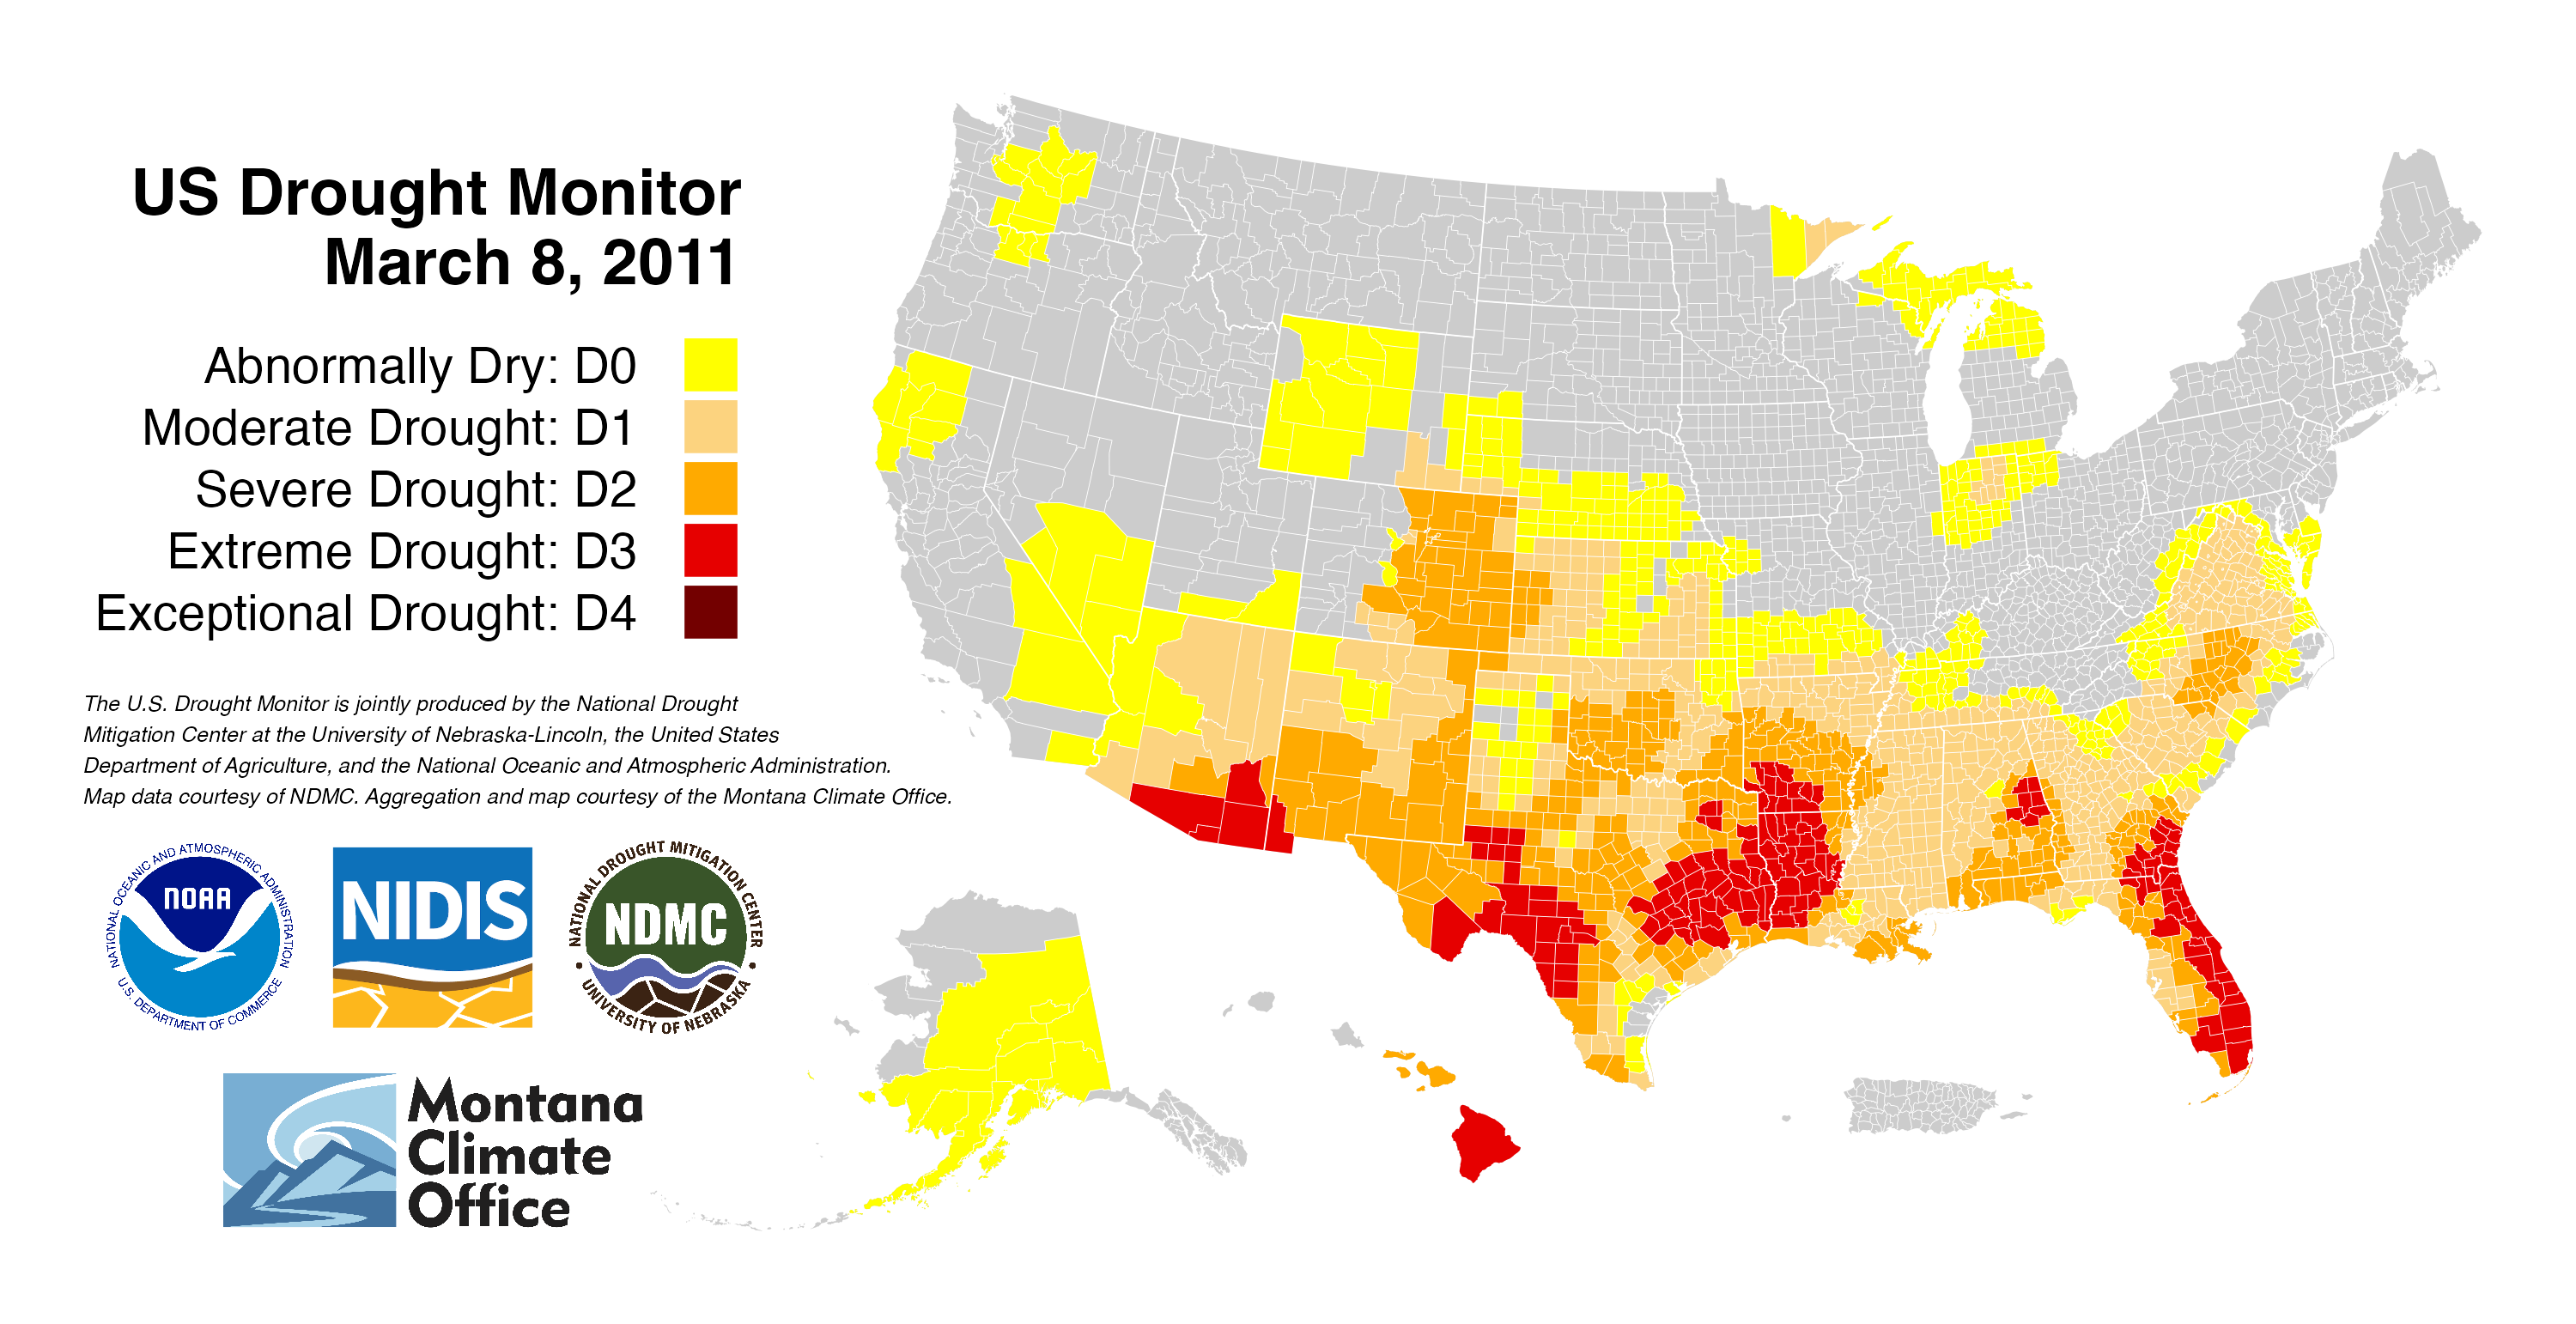 US Drought Monitor
March 8, 2011
Abnormally Dry: D0
Moderate Drought: D1
Severe Drought: D2
Extreme Drought: D3
Exceptional Drought: D4
The U.S. Drought Monitor is jointly produced by the National Drought
Mitigation Center at the University of Nebraska-Lincoln, the United States
Department of Agriculture, and the National Oceanic and Atmospheric Administration.
Map data courtesy of NDMC. Aggregation and map courtesy of the Montana Climate Office.
NATIONAL OCEANIC AND ATMOSPHERIC ADMINISTRATION
NOAA
U.S. DEPARTMENT OF COMMERCE
NIDIS
NATIONAL DROUGHT MITIGATION CENTER
NDMC
UNIVERSITY OF NEBRASKA
Montana
Climate
Office